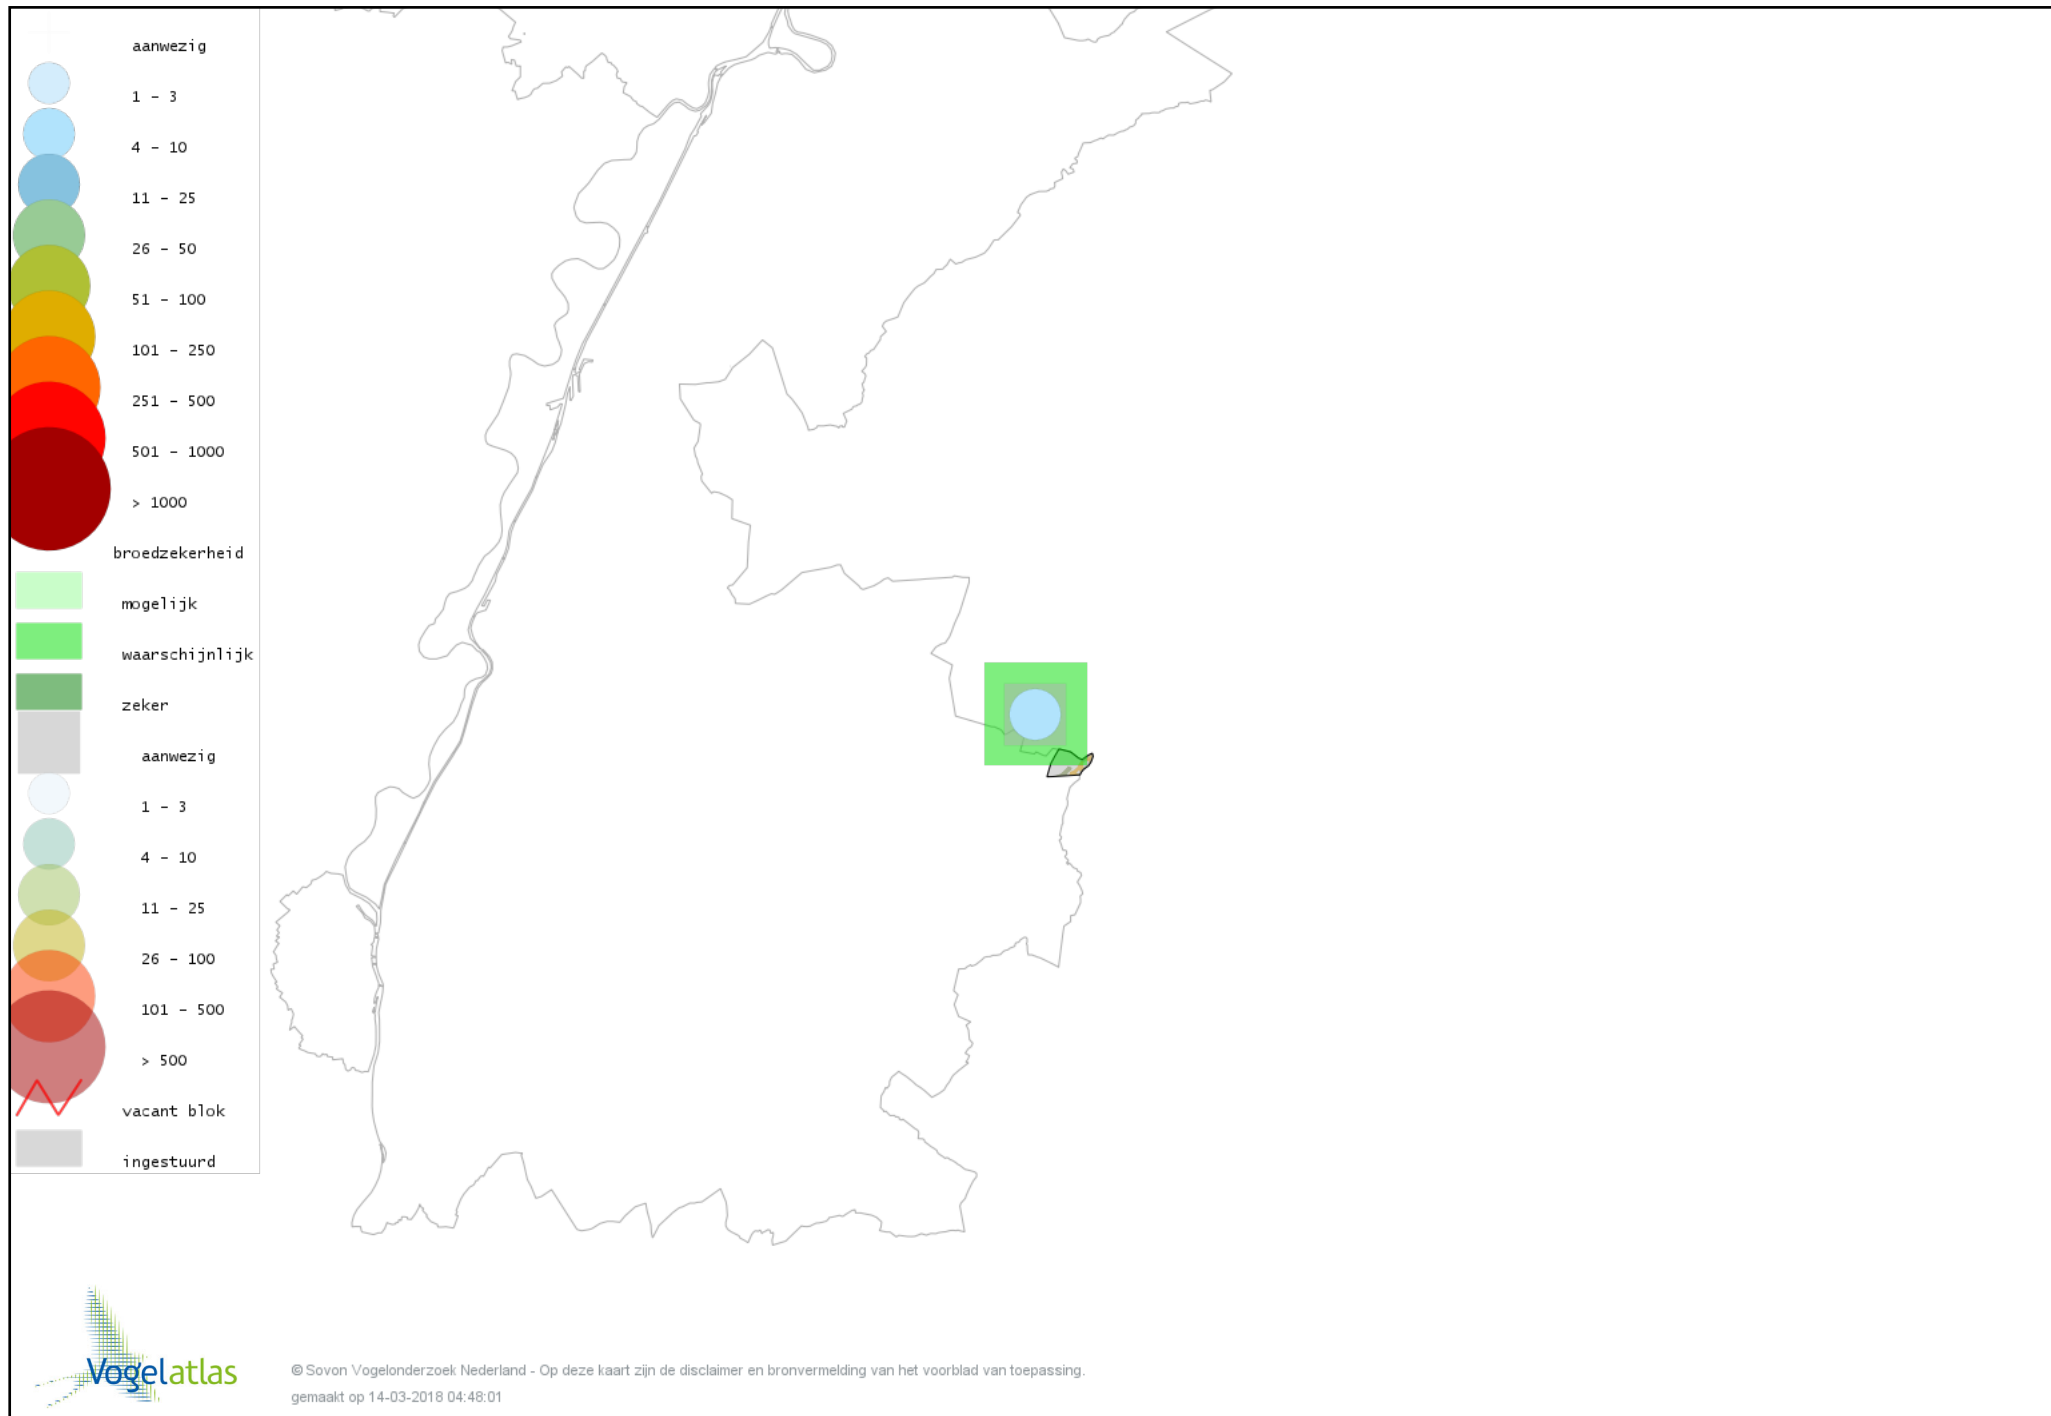 aanwezig
1 - 3
4 - 10
11 - 25
26 - 50
51 - 100
101 - 250
251 - 500
501 - 1000
> 1000
broedzekerheid
mogelijk
waarschijnlijk
zeker
aanwezig
1 - 3
4 - 10
11 - 25
26 - 100
101 - 500
> 500
vacant blok
ingestuurd
Vogelatlas
© Sovon Vogelonderzoek Nederland - Op deze kaart zijn de disclaimer en bronvermelding van het voorblad van toepassing.
gemaakt op 14-03-2018 04:48:01